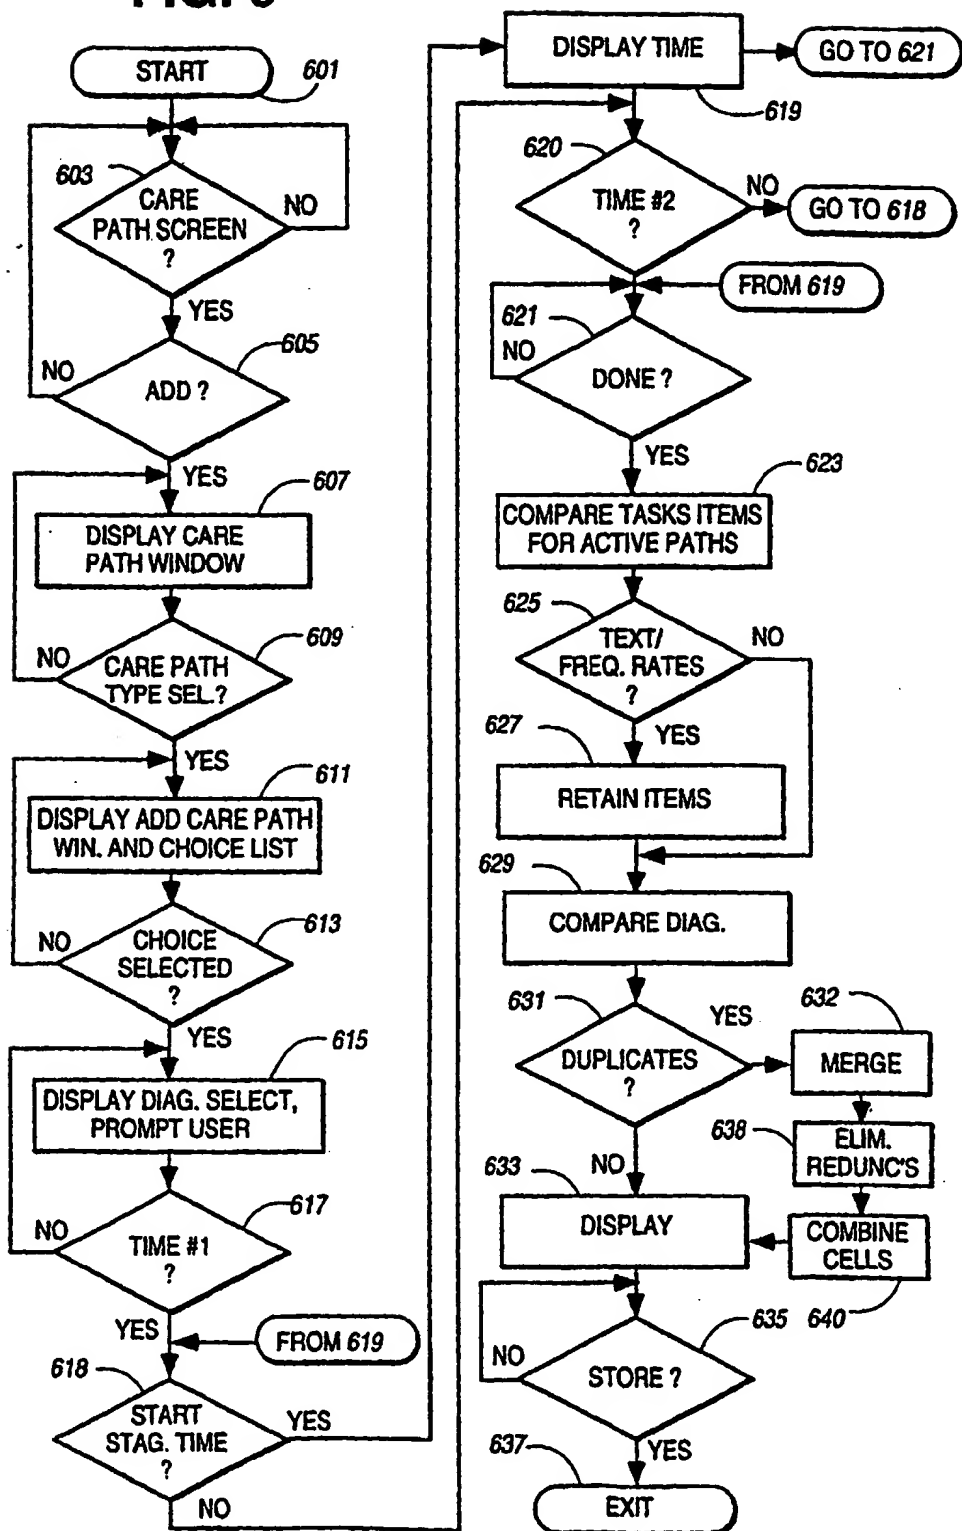 START
601
603
CARE
PATH SCREEN
?
NO
YES
605
NO
ADD ?
YES
607
DISPLAY CARE
PATH WINDOW
609
NO
CARE PATH
TYPE SEL.?
YES
611
DISPLAY ADD CARE PATH
WIN. AND CHOICE LIST
613
NO
CHOICE
SELECTED
?
YES
615
DISPLAY DIAG. SELECT,
PROMPT USER
617
NO
TIME #1
?
YES
FROM 619
618
START
STAG. TIME
?
YES
NO
DISPLAY TIME
GO TO 621
619
620
TIME #2
?
NO
GO TO 618
FROM 619
621
NO
DONE ?
YES
623
COMPARE TASKS ITEMS
FOR ACTIVE PATHS
625
TEXT/
FREQ. RATES
?
NO
YES
627
RETAIN ITEMS
629
COMPARE DIAG.
631
DUPLICATES
?
YES
632
MERGE
638
ELIM.
REDUNC'S
NO
633
DISPLAY
COMBINE
CELLS
640
635
NO
STORE ?
YES
637
EXIT